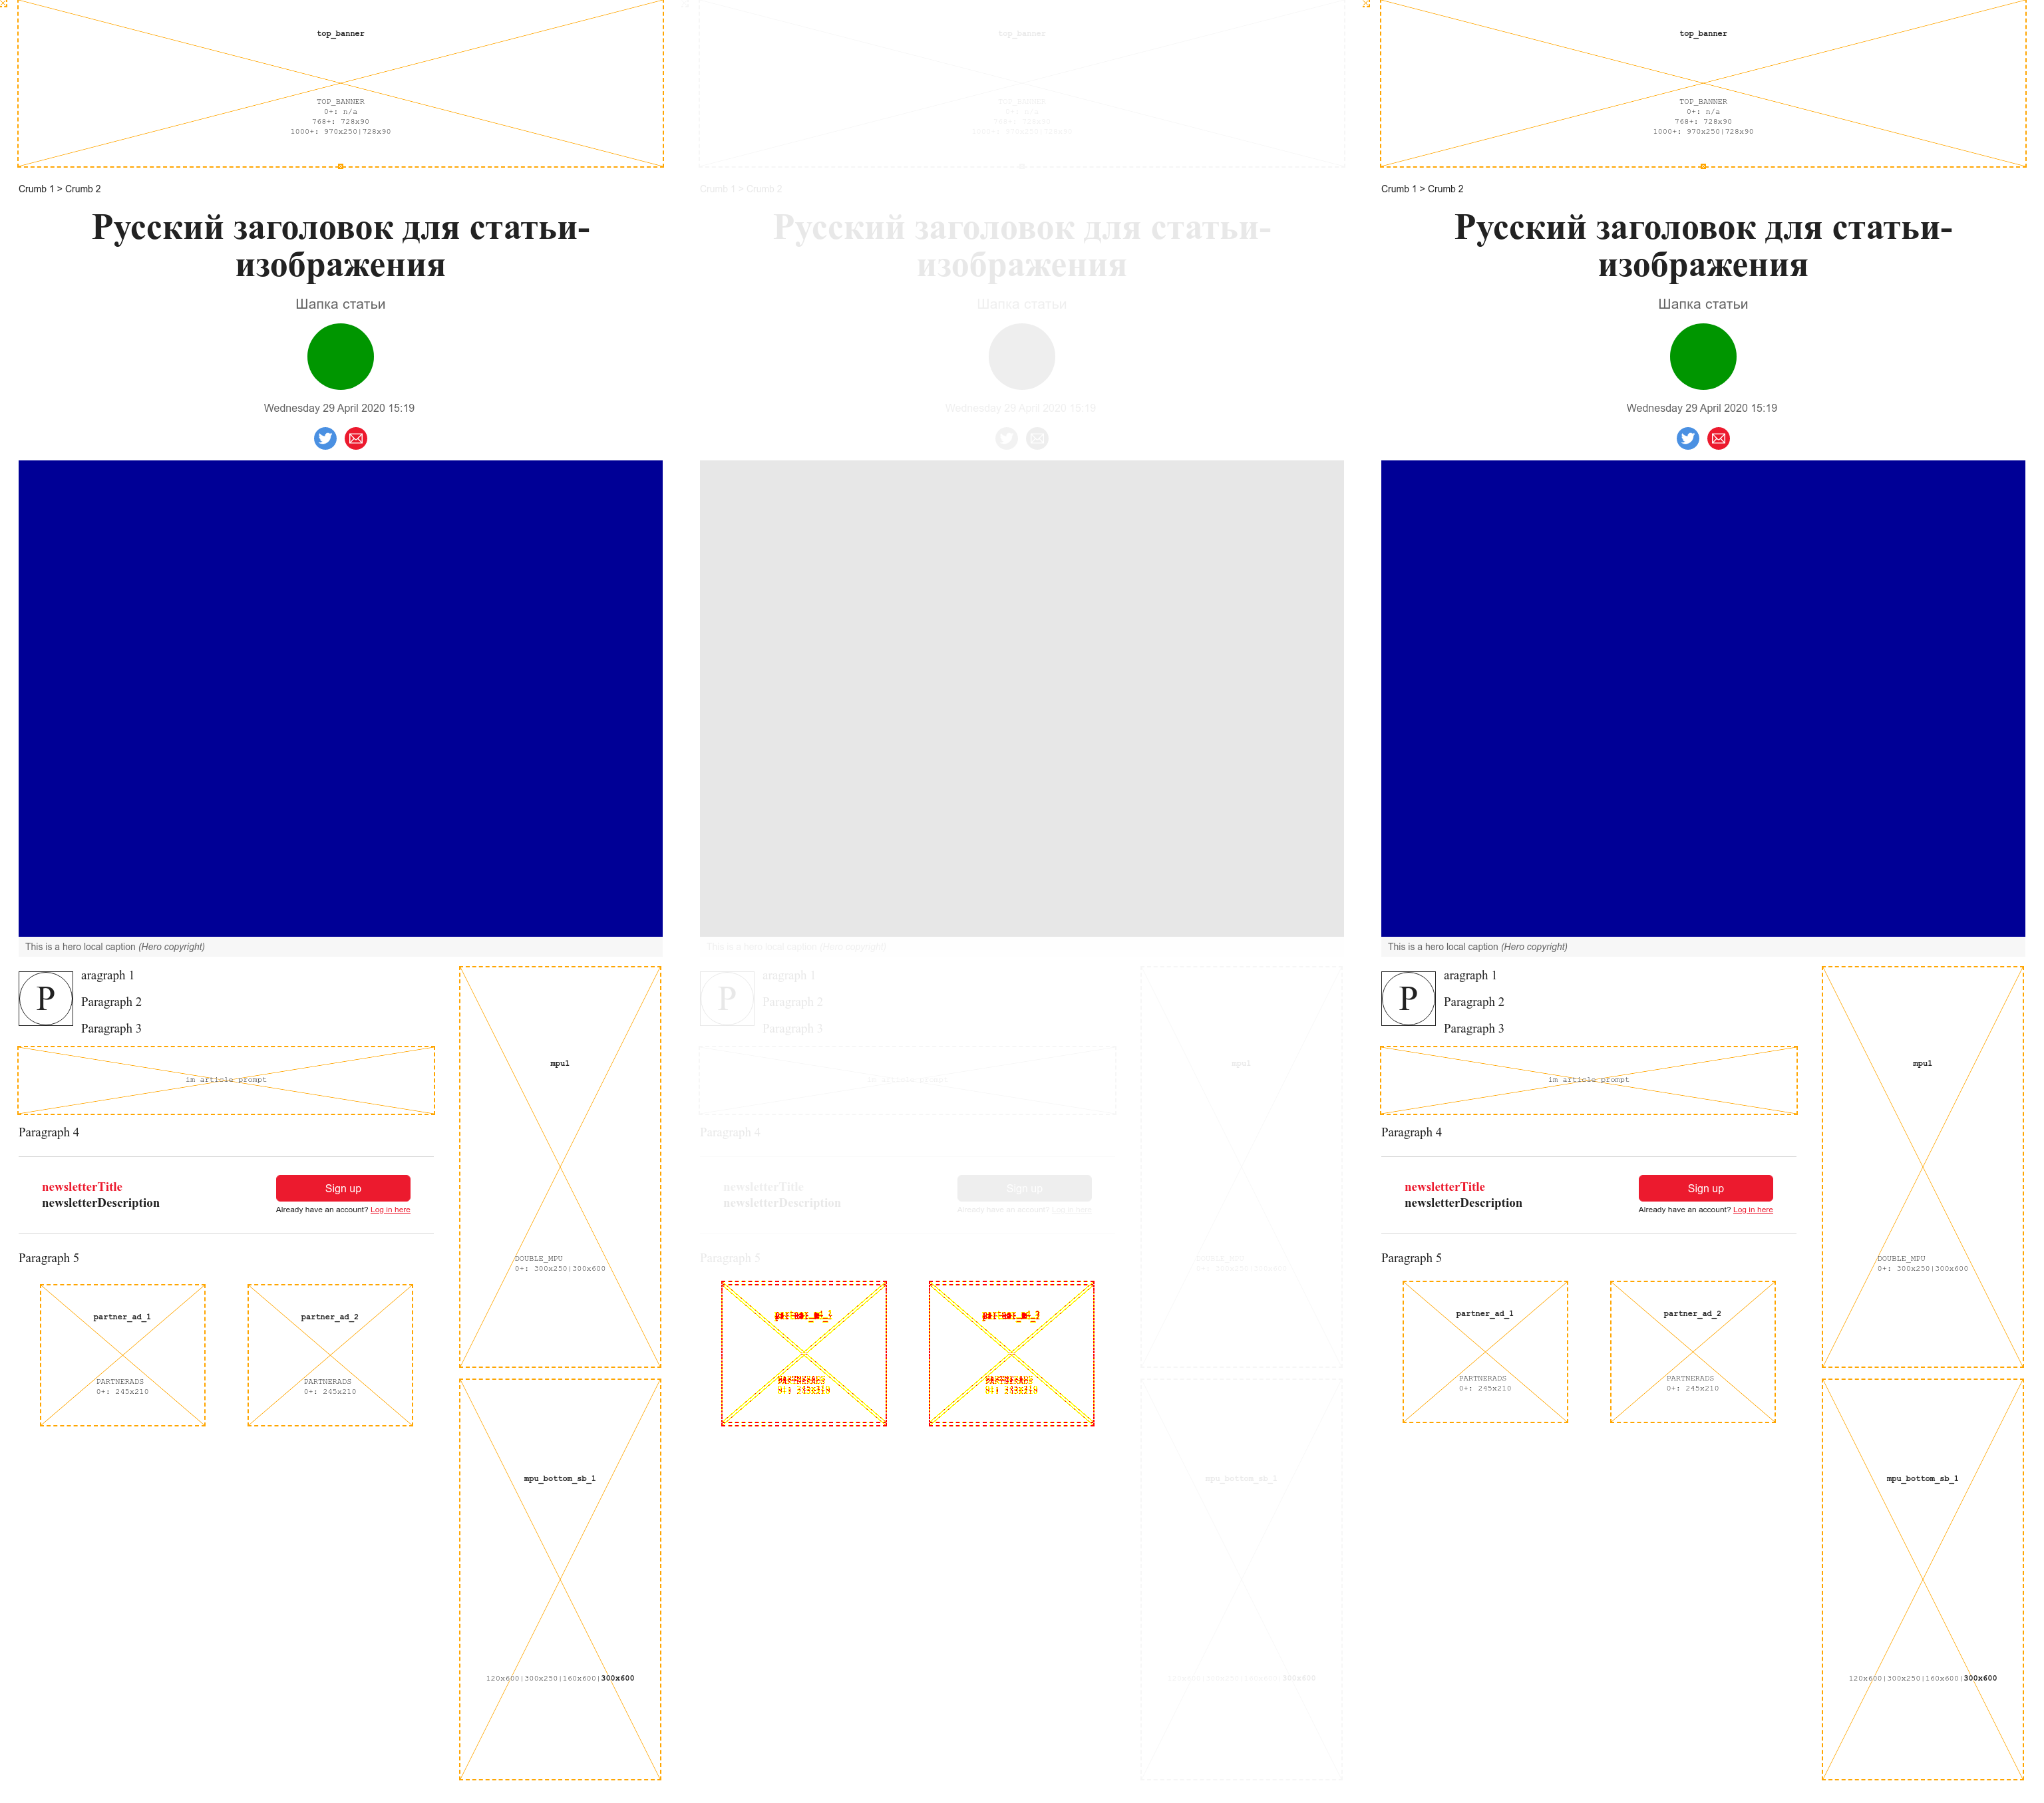 top_banner
TOP_BANNER
0+: n/a
768+: 728x90
1000+: 970x250|728x90
Crumb 1 > Crumb 2
Русский заголовок для статьи-
изображения
Шапка статьи
Wednesday 29 April 2020 15:19
This is a hero local caption (Hero copyright)
P
aragraph 1
Paragraph 2
Paragraph 3
im article prompt
Paragraph 4
newsletterTitle
newsletterDescription
Sign up
Already have an account? Log in here
Paragraph 5
partner_ad_1
PARTNERADS
0+: 245x210
partner_ad_2
PARTNERADS
0+: 245x210
mpu1
DOUBLE_MPU
0+: 300x250|300x600
mpu_bottom_sb_1
120x600|300x250|160x600|300x600
top_banner
TOP_BANNER
0+: n/a
768+: 728x90
1000+: 970x250|728x90
Crumb 1 > Crumb 2
Русский заголовок для статьи-
изображения
Шапка статьи
Wednesday 29 April 2020 15:19
This is a hero local caption (Hero copyright)
P
aragraph 1
Paragraph 2
Paragraph 3
im article prompt
Paragraph 4
newsletterTitle
newsletterDescription
Sign up
Already have an account? Log in here
Paragraph 5
mpu1
DOUBLE_MPU
0+: 300x250|300x600
mpu_bottom_sb_1
120x600|300x250|160x600|300x600
top_banner
TOP_BANNER
0+: n/a
768+: 728x90
1000+: 970x250|728x90
Crumb 1 > Crumb 2
Русский заголовок для статьи-
изображения
Шапка статьи
Wednesday 29 April 2020 15:19
This is a hero local caption (Hero copyright)
P
aragraph 1
Paragraph 2
Paragraph 3
im article prompt
Paragraph 4
newsletterTitle
newsletterDescription
Sign up
Already have an account? Log in here
Paragraph 5
partner_ad_1
PARTNERADS
0+: 245x210
partner_ad_2
PARTNERADS
0+: 245x210
mpu1
DOUBLE_MPU
0+: 300x250|300x600
mpu_bottom_sb_1
120x600|300x250|160x600|300x600